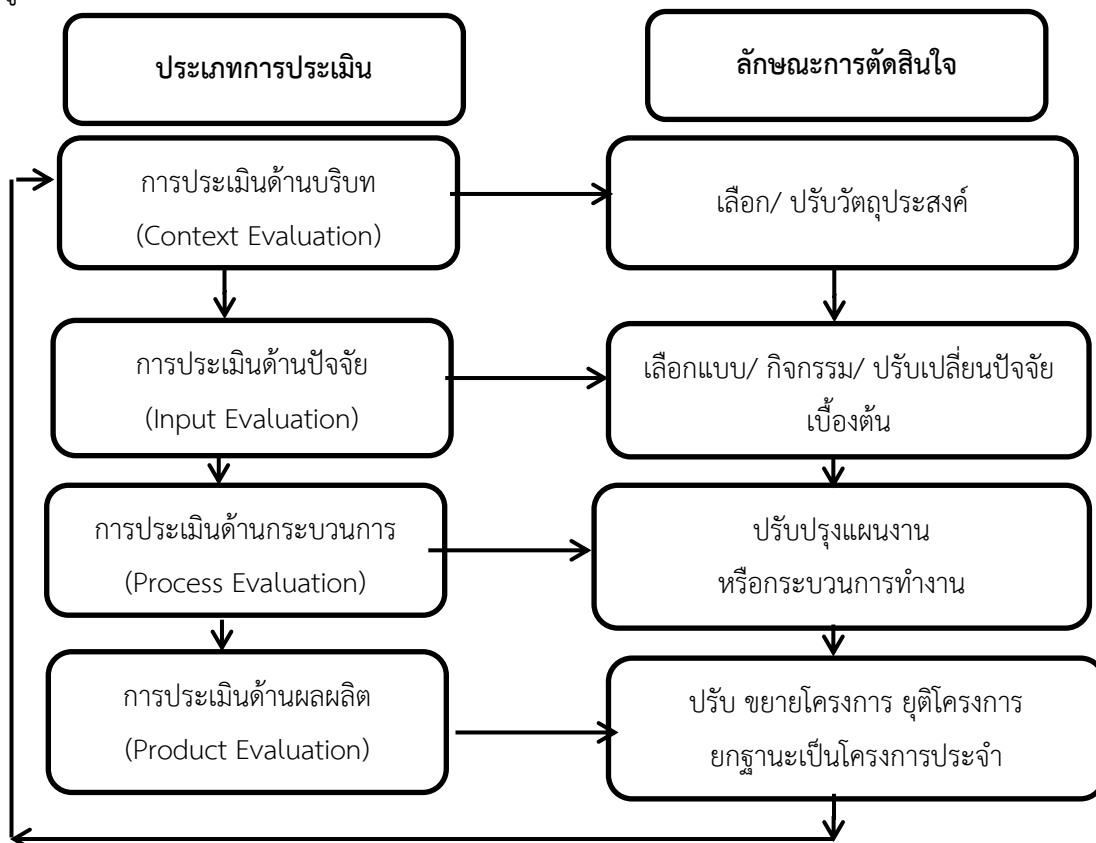 ประเภทการประเมิน
ลักษณะการตัดสินใจ
การประเมินด้านบริบท
(Context Evaluation)
เลือก/ ปรับวัตถุประสงค์
การประเมินด้านปัจจัย
(Input Evaluation)
เลือกแบบ/ กิจกรรม/ ปรับเปลี่ยนปัจจัย
เบื้องต้น
การประเมินด้านกระบวนการ
(Process Evaluation)
ปรับปรุงแผนงาน
หรือกระบวนการทำงาน
การประเมินด้านผลผลิต
(Product Evaluation)
ปรับ ขยายโครงการ ยุติโครงการ
ยกฐานะเป็นโครงการประจำ